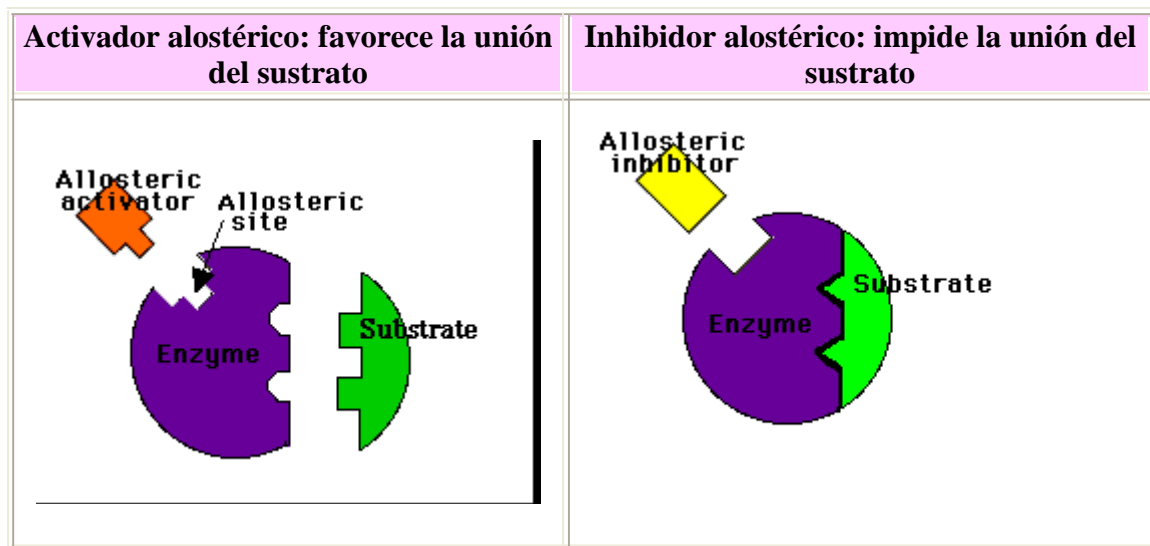 Activador alostérico: favorece la unión
del sustrato
Inhibidor alostérico: impide la unión del
sustrato
Allosteric
activator
Allosteric
site
Enzyme
Substrate
Allosteric
inhibitor
Enzyme
Substrate